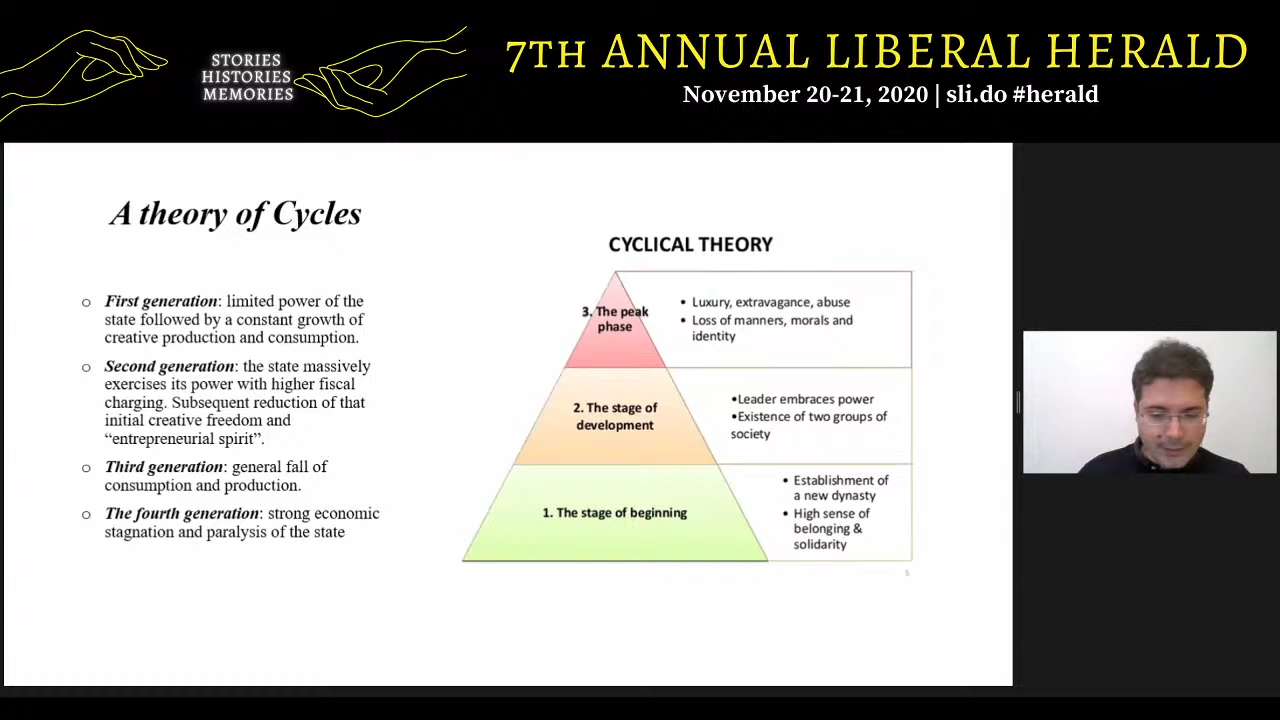 STORIES
HISTORIES
MEMORIES
7TH ANNUAL LIBERAL HERALD
November 20-21, 2020 | sli.do #herald
A theory of Cycles
o First generation: limited power of the
state followed by a constant growth of
creative production and consumption.
o Second generation: the state massively
exercises its power with higher fiscal
charging. Subsequent reduction of that
initial creative freedom and
“entrepreneurial spirit”.
o Third generation: general fall of
consumption and production.
o The fourth generation: strong economic
stagnation and paralysis of the state
CYCLICAL THEORY
3. The peak
phase
• Luxury, extravagance, abuse
• Loss of manners, morals and
identity
2. The stage of
development
•Leader embraces power
•Existence of two groups of
society
1. The stage of beginning
• Establishment of
a new dynasty
• High sense of
belonging &
solidarity
5